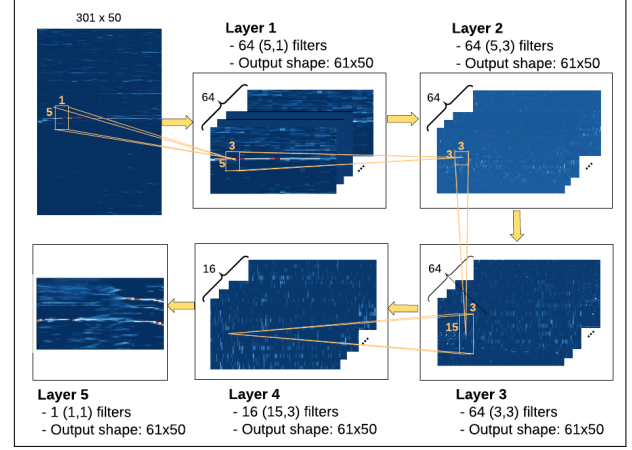 301 x 50
Layer 1
- 64 (5,1) filters
- Output shape: 61x50
Layer 2
- 64 (5,3) filters
- Output shape: 61x50
64
64
1
5
3
5
3
3
16
64
3
15
Layer 5
- 1 (1,1) filters
- Output shape: 61x50
Layer 4
- 16 (15,3) filters
- Output shape: 61x50
Layer 3
- 64 (3,3) filters
- Output shape: 61x50